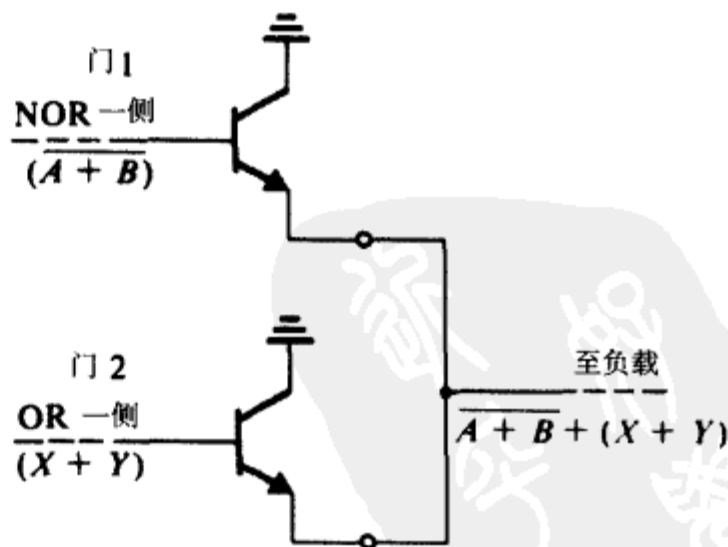 门 1
NOR 一侧
(A̅ ̅+̅ ̅B̅)
门 2
OR 一侧
(X + Y)
至负载
A̅ ̅+̅ ̅B̅ + (X + Y)